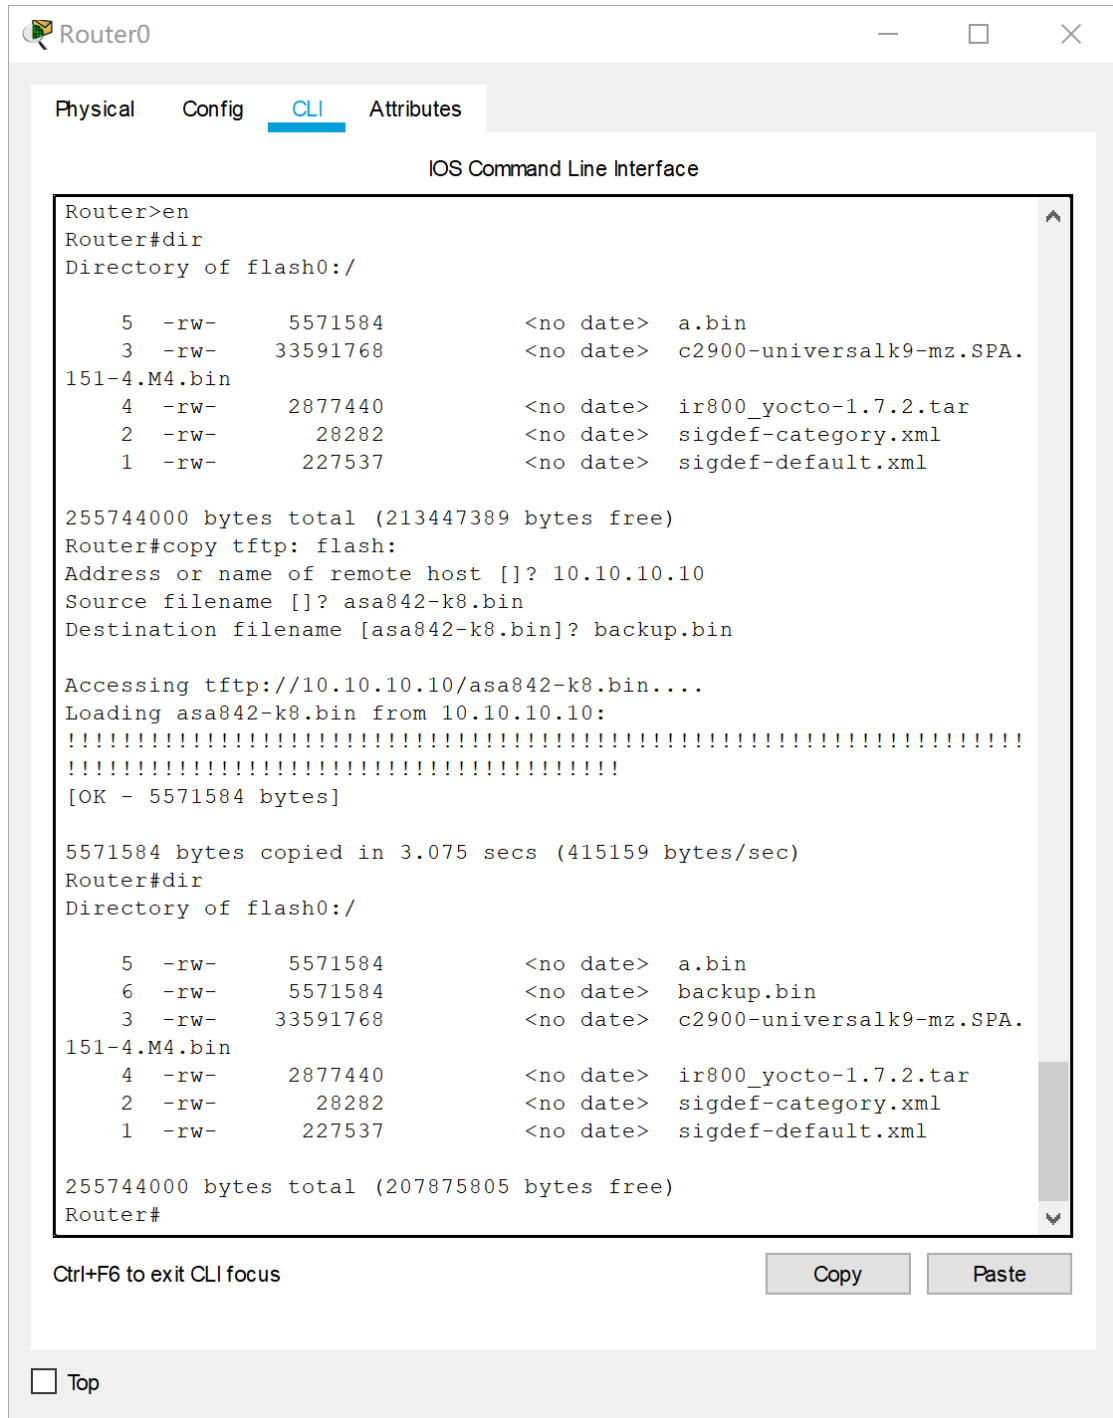 Router0
Physical Config CLI Attributes
IOS Command Line Interface
Router>en
Router#dir
Directory of flash0:/
5 -rw- 5571584 <no date> a.bin
3 -rw- 33591768 <no date> c2900-universalk9-mz.SPA.
151-4.M4.bin
4 -rw- 2877440 <no date> ir800_yocto-1.7.2.tar
2 -rw- 28282 <no date> sigdef-category.xml
1 -rw- 227537 <no date> sigdef-default.xml
255744000 bytes total (213447389 bytes free)
Router#copy tftp: flash:
Address or name of remote host []? 10.10.10.10
Source filename []? asa842-k8.bin
Destination filename [asa842-k8.bin]? backup.bin
Accessing tftp://10.10.10.10/asa842-k8.bin....
Loading asa842-k8.bin from 10.10.10.10:
!!!!!!!!!!!!!!!!!!!!!!!!!!!!!!!!!!!!!!!!!!!!!!!!!!!!!!!!!!!!!!!!!!!!!
!!!!!!!!!!!!!!!!!!!!!!!!!!!!!!!!!!!!!!!!
[OK - 5571584 bytes]
5571584 bytes copied in 3.075 secs (415159 bytes/sec)
Router#dir
Directory of flash0:/
5 -rw- 5571584 <no date> a.bin
6 -rw- 5571584 <no date> backup.bin
3 -rw- 33591768 <no date> c2900-universalk9-mz.SPA.
151-4.M4.bin
4 -rw- 2877440 <no date> ir800_yocto-1.7.2.tar
2 -rw- 28282 <no date> sigdef-category.xml
1 -rw- 227537 <no date> sigdef-default.xml
255744000 bytes total (207875805 bytes free)
Router#
Ctrl+F6 to exit CLI focus Copy Paste
Top